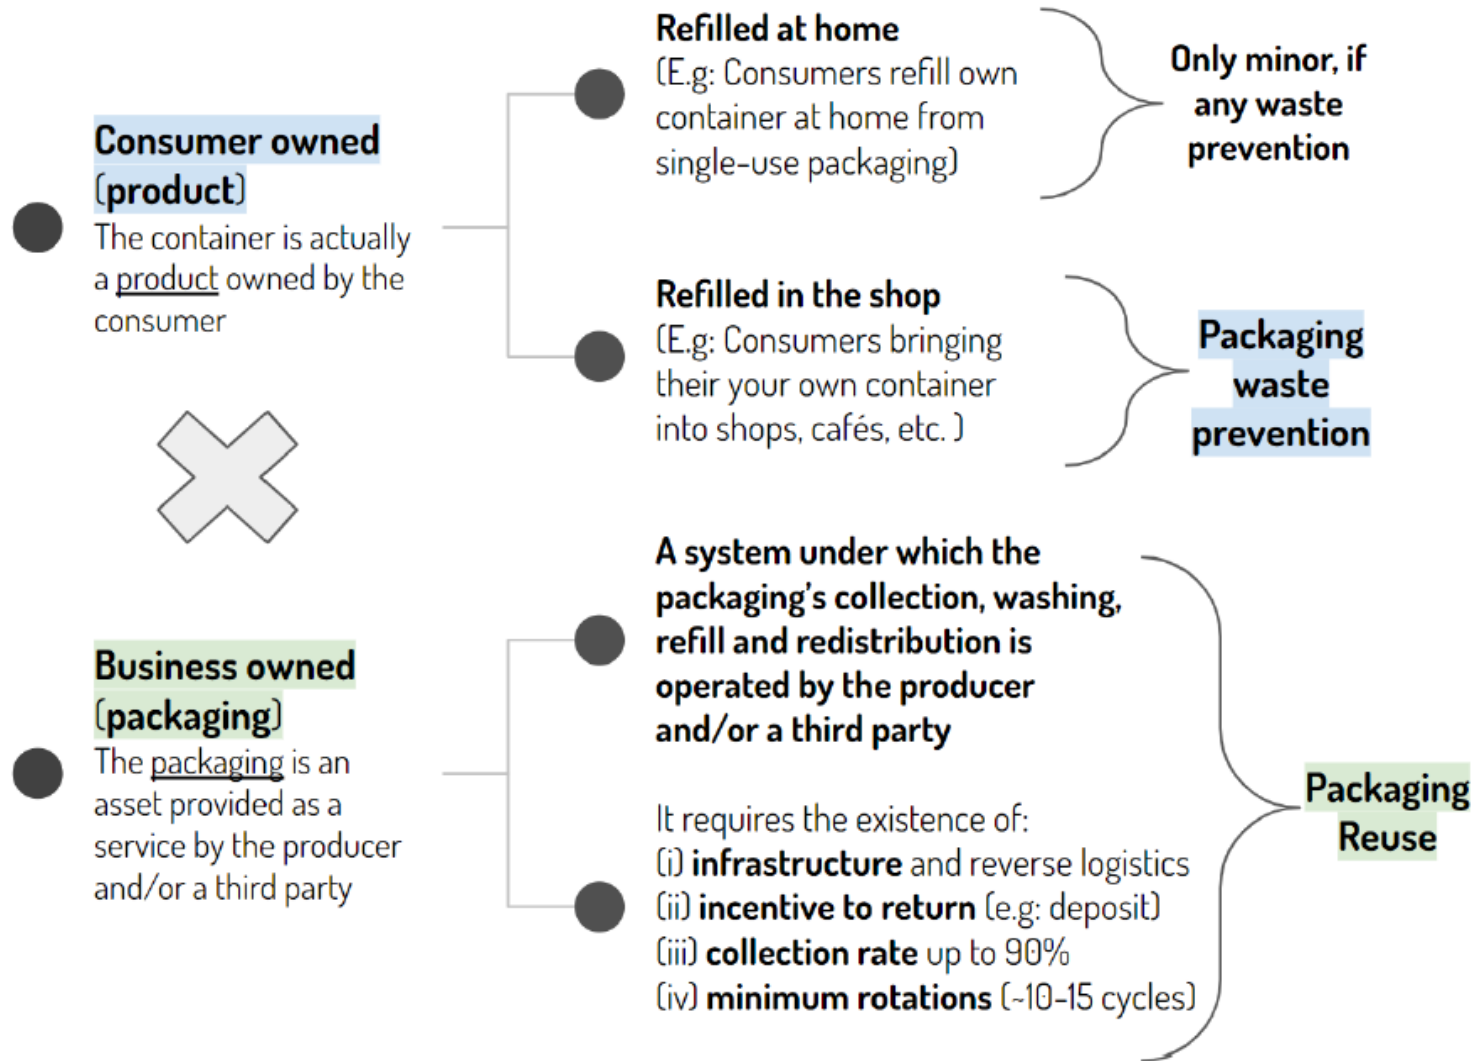 Consumer owned
(product)
The container is actually
a product owned by the
consumer
Refilled at home
(E.g: Consumers refill own
container at home from
single-use packaging)
Only minor, if
any waste
prevention
Refilled in the shop
(E.g: Consumers bringing
their your own container
into shops, cafés, etc. )
Packaging
waste
prevention
Business owned
(packaging)
The packaging is an
asset provided as a
service by the producer
and/or a third party
A system under which the
packaging's collection, washing,
refill and redistribution is
operated by the producer
and/or a third party
It requires the existence of:
(i) infrastructure and reverse logistics
(ii) incentive to return (e.g: deposit)
(iii) collection rate up to 90%
(iv) minimum rotations (~10-15 cycles)
Packaging
Reuse